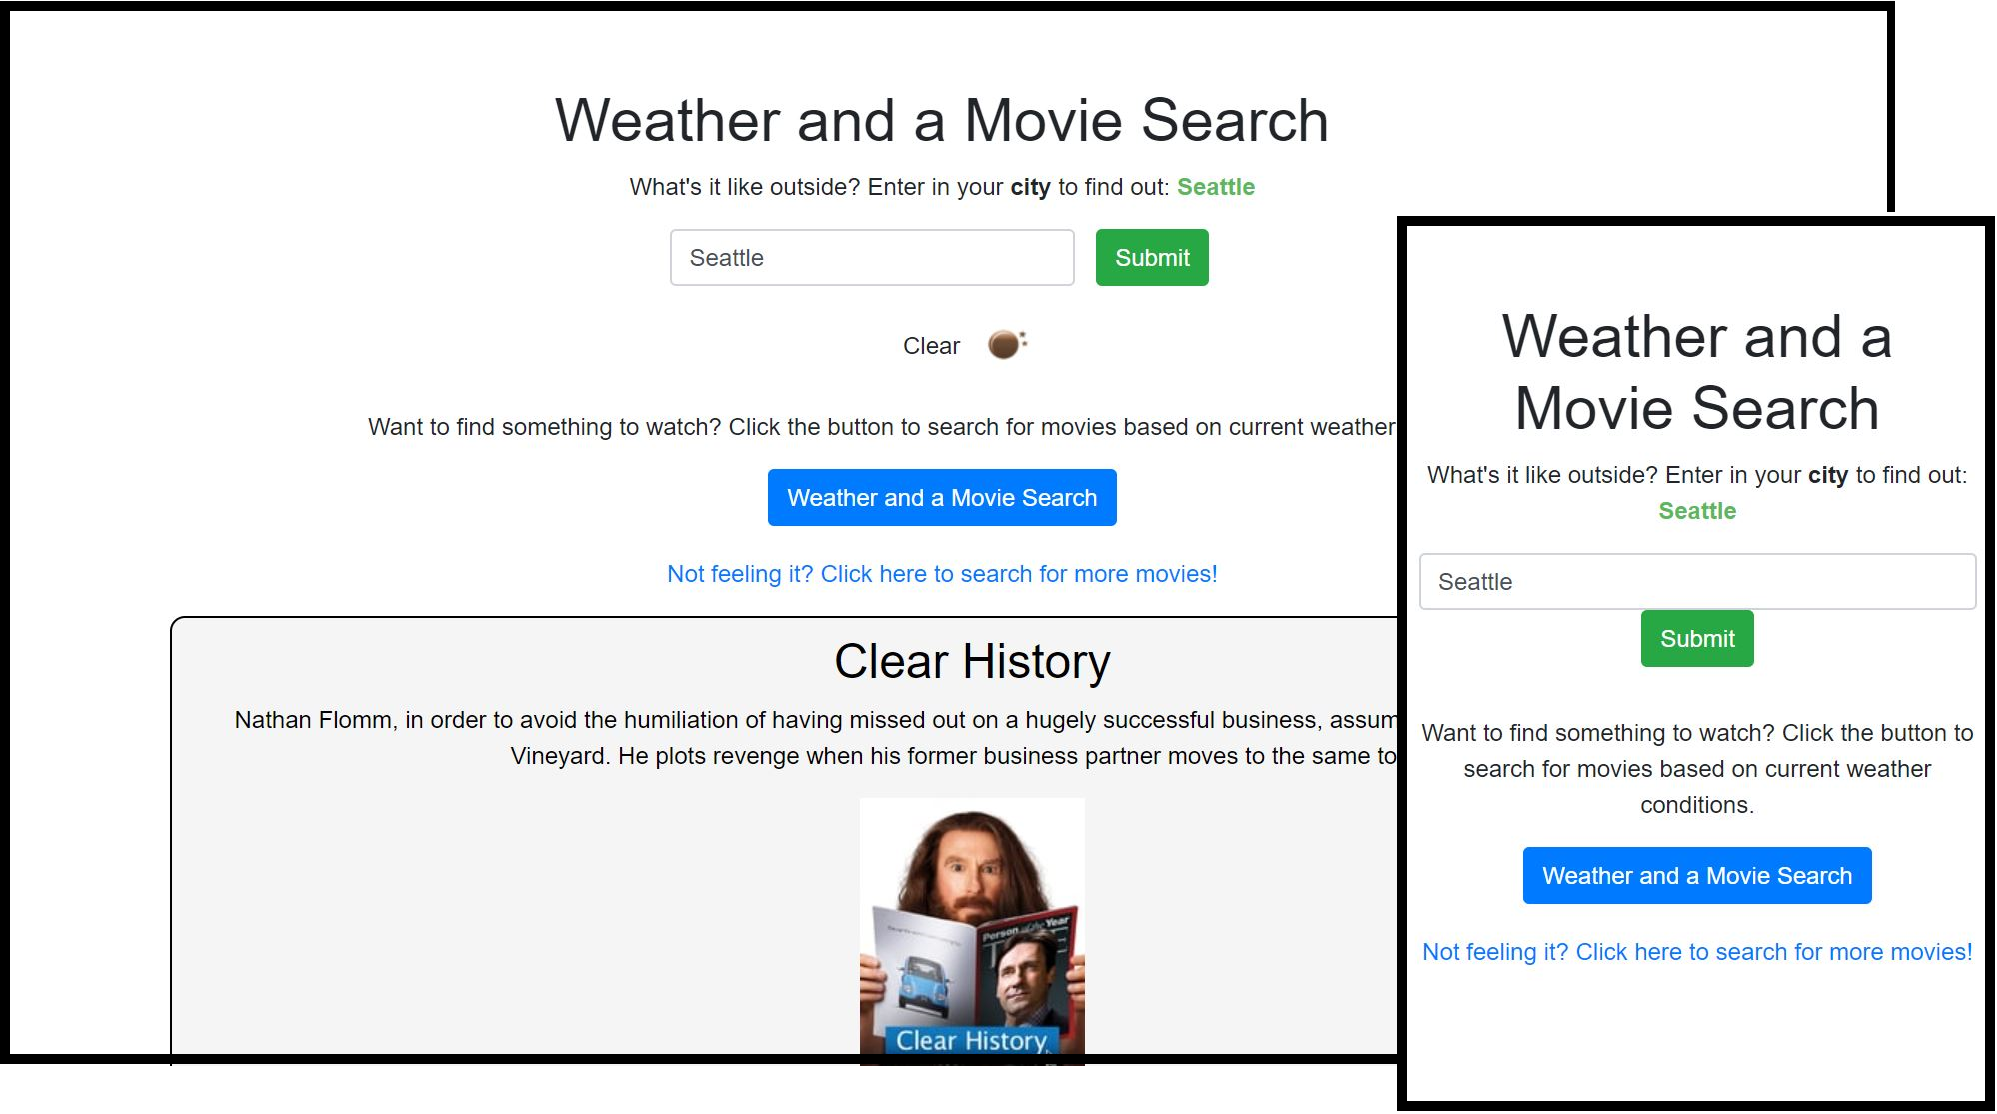 Weather and a Movie Search
What's it like outside? Enter in your city to find out: Seattle
Seattle
Submit
Clear
Want to find something to watch? Click the button to search for movies based on current weather
Weather and a Movie Search
Not feeling it? Click here to search for more movies!
Clear History
Nathan Flomm, in order to avoid the humiliation of having missed out on a hugely successful business, assum
Vineyard. He plots revenge when his former business partner moves to the same to
Person of the Year
Clear History
Weather and a
Movie Search
What's it like outside? Enter in your city to find out:
Seattle
Seattle
Submit
Want to find something to watch? Click the button to
search for movies based on current weather
conditions.
Weather and a Movie Search
Not feeling it? Click here to search for more movies!